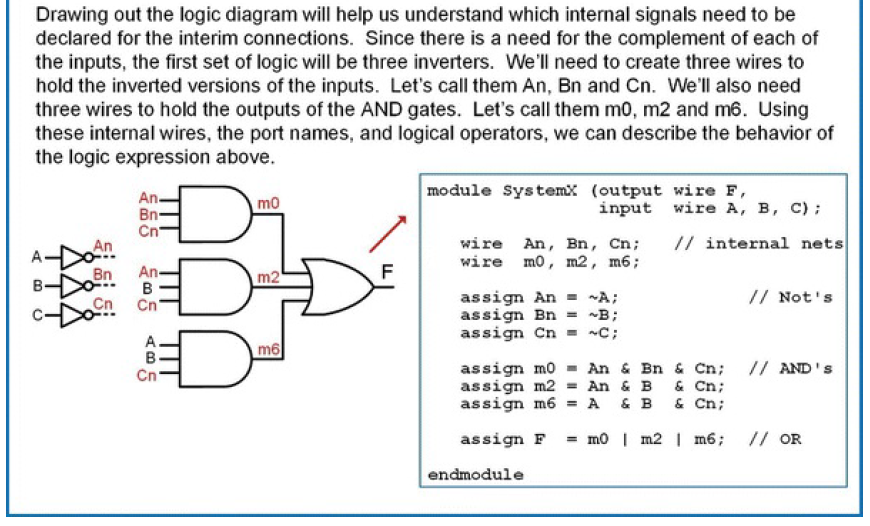 Drawing out the logic diagram will help us understand which internal signals need to be
declared for the interim connections. Since there is a need for the complement of each of
the inputs, the first set of logic will be three inverters. We'll need to create three wires to
hold the inverted versions of the inputs. Let's call them An, Bn and Cn. We'll also need
three wires to hold the outputs of the AND gates. Let's call them m0, m2 and m6. Using
these internal wires, the port names, and logical operators, we can describe the behavior of
the logic expression above.
A An
B Bn
C Cn
An
Bn
Cn
m0
An
B
Cn
m2
A
B
Cn
m6
F
module SystemX (output wire F,
input wire A, B, C);
wire An, Bn, Cn; // internal nets
wire m0, m2, m6;
assign An = ~A; // Not's
assign Bn = ~B;
assign Cn = ~C;
assign m0 = An & Bn & Cn; // AND's
assign m2 = An & B & Cn;
assign m6 = A & B & Cn;
assign F = m0 | m2 | m6; // OR
endmodule